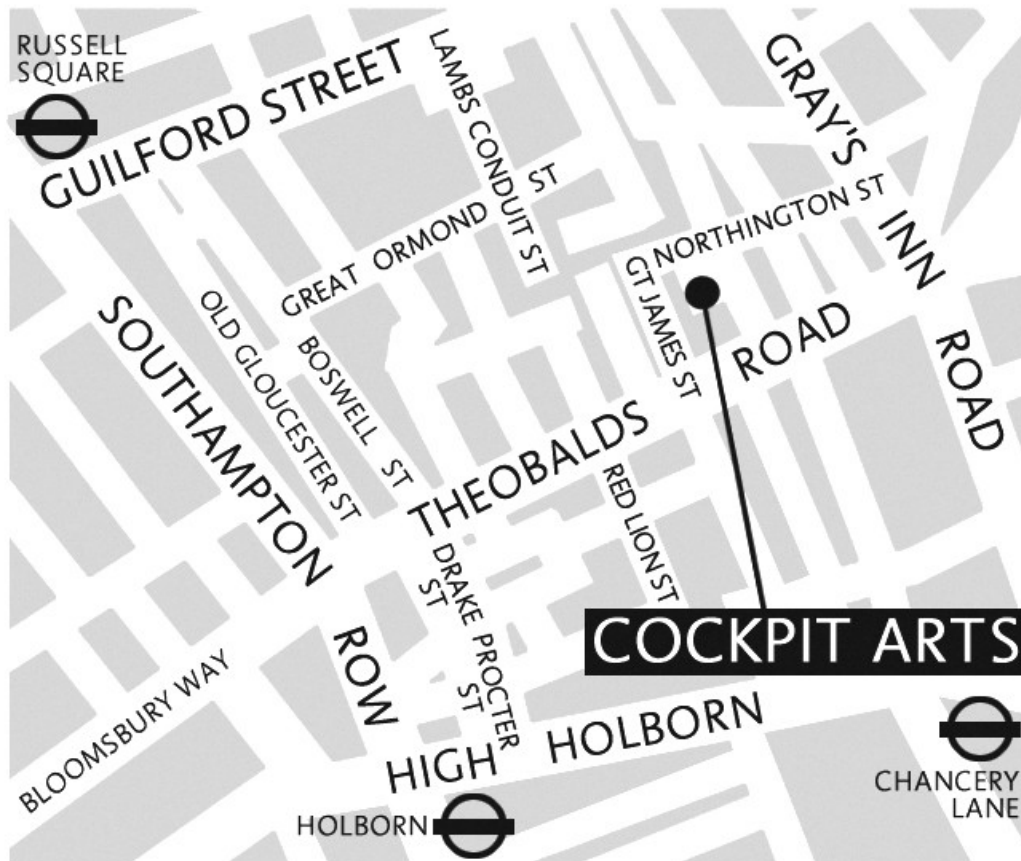 RUSSELL
SQUARE
GUILFORD STREET
LAMBS CONDUIT ST
GRAY'S INN ROAD
GREAT ORMOND ST
NORTHINGTON ST
GT JAMES ST
OLD GLOUCESTER ST
BOSWELL ST
SOUTHAMPTON ROW
THEOBALDS ROAD
RED LION ST
DRAKE ST
PROCTER ST
COCKPIT ARTS
BLOOMSBURY WAY
HIGH HOLBORN
CHANCERY
LANE
HOLBORN